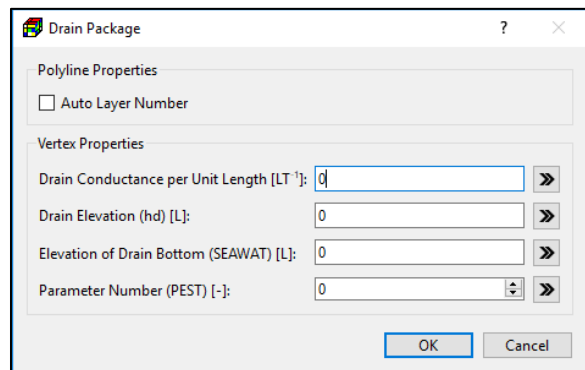 Drain Package ?
Polyline Properties
Auto Layer Number
Vertex Properties
Drain Conductance per Unit Length [LT⁻¹]: 0
Drain Elevation (hd) [L]: 0
Elevation of Drain Bottom (SEAWAT) [L]: 0
Parameter Number (PEST) [-]: 0
OK Cancel